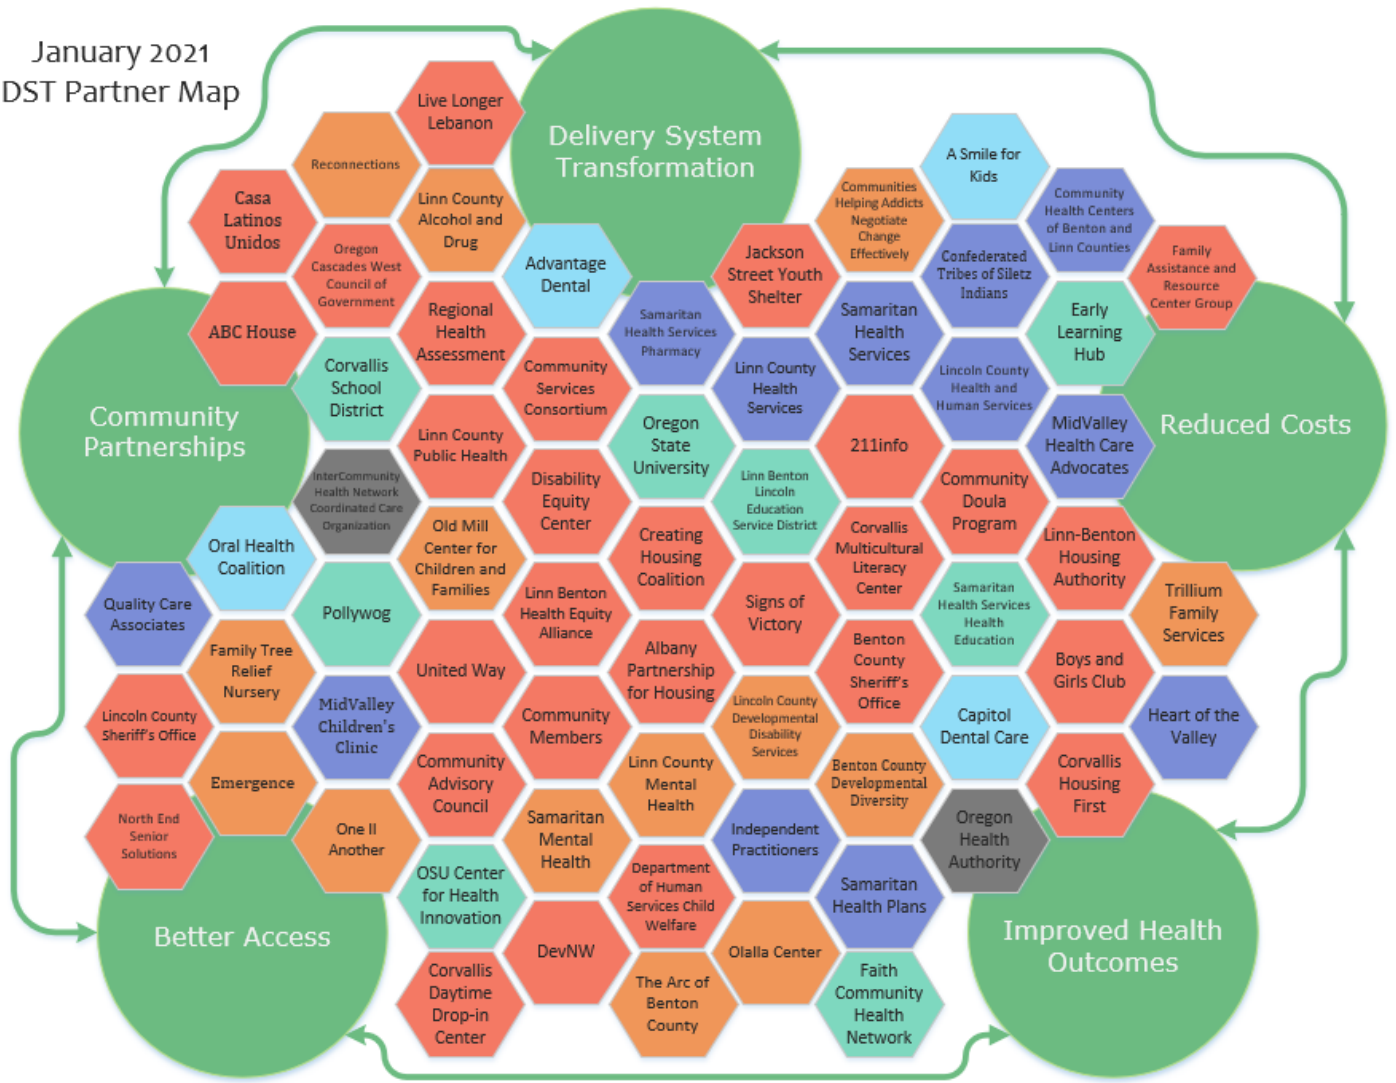 January 2021
DST Partner Map
Delivery System
Transformation
Community
Partnerships
Reduced Costs
Better Access
Improved Health
Outcomes
Casa
Latinos
Unidos
ABC House
Quality Care
Associates
Lincoln County
Sheriff's Office
North End
Senior
Solutions
Oral Health
Coalition
Family Tree
Relief
Nursery
Emergence
Reconnections
Oregon
Cascades West
Council of
Government
Corvallis
School
District
InterCommunity
Health Network
Coordinated Care
Organization
Pollywog
MidValley
Children's
Clinic
One II
Another
Live Longer
Lebanon
Linn County
Alcohol and
Drug
Regional
Health
Assessment
Linn County
Public Health
Old Mill
Center for
Children and
Families
United Way
Community
Advisory
Council
OSU Center
for Health
Innovation
Corvallis
Daytime
Drop-in
Center
Advantage
Dental
Community
Services
Consortium
Disability
Equity
Center
Linn Benton
Health Equity
Alliance
Community
Members
Samaritan
Mental
Health
DevNW
Samaritan
Health Services
Pharmacy
Oregon
State
University
Creating
Housing
Coalition
Albany
Partnership
for Housing
Linn County
Mental
Health
Department
of Human
Services Child
Welfare
The Arc of
Benton
County
Jackson
Street Youth
Shelter
Linn County
Health
Services
Linn Benton
Lincoln
Education
Service District
Signs of
Victory
Lincoln County
Developmental
Disability
Services
Independent
Practitioners
Olalla Center
Communities
Helping Addicts
Negotiate
Change
Effectively
Samaritan
Health
Services
211info
Corvallis
Multicultural
Literacy
Center
Benton
County
Sheriff's
Office
Benton County
Developmental
Diversity
Samaritan
Health Plans
Faith
Community
Health
Network
A Smile for
Kids
Confederated
Tribes of Siletz
Indians
Lincoln County
Health and
Human Services
Community
Doula
Program
Samaritan
Health Services
Health
Education
Capitol
Dental Care
Oregon
Health
Authority
Community
Health Centers
of Benton and
Linn Counties
Early
Learning
Hub
MidValley
Health Care
Advocates
Linn-Benton
Housing
Authority
Boys and
Girls Club
Corvallis
Housing
First
Family
Assistance and
Resource
Center Group
Trillium
Family
Services
Heart of the
Valley